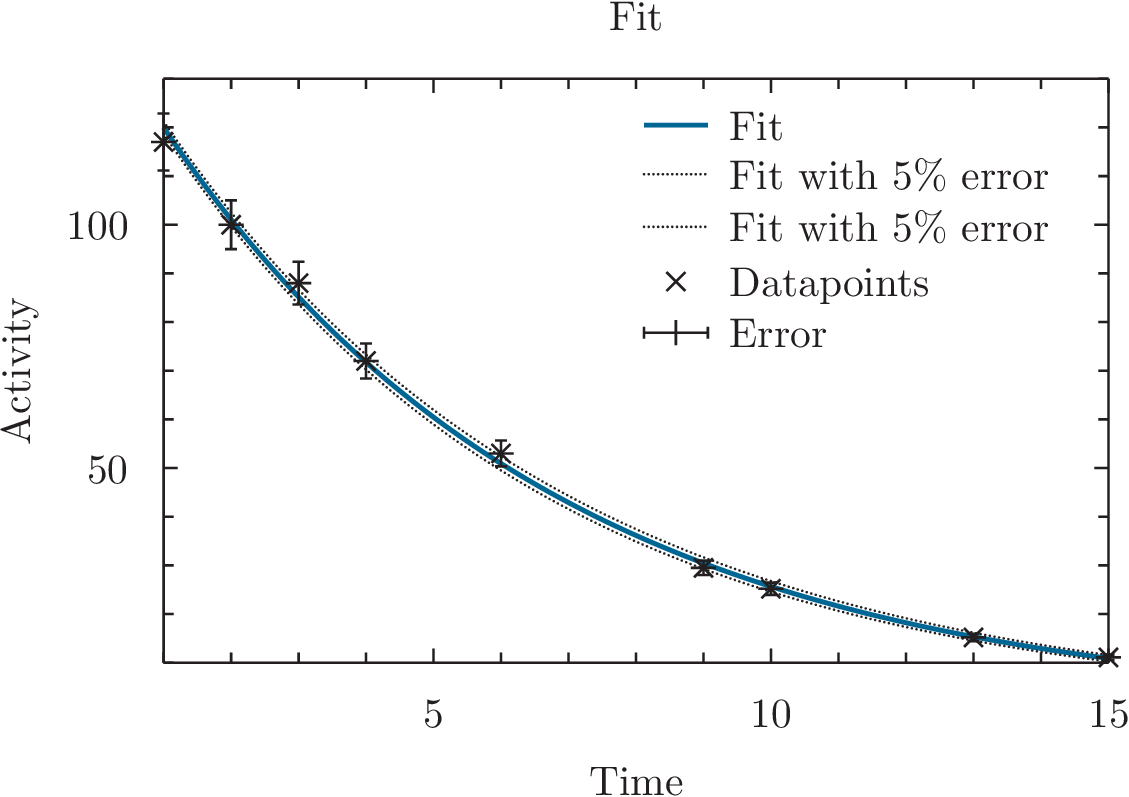 Fit
Fit
Fit with 5% error
Fit with 5% error
Datapoints
Error
100
50
Activity
5
10
15
Time